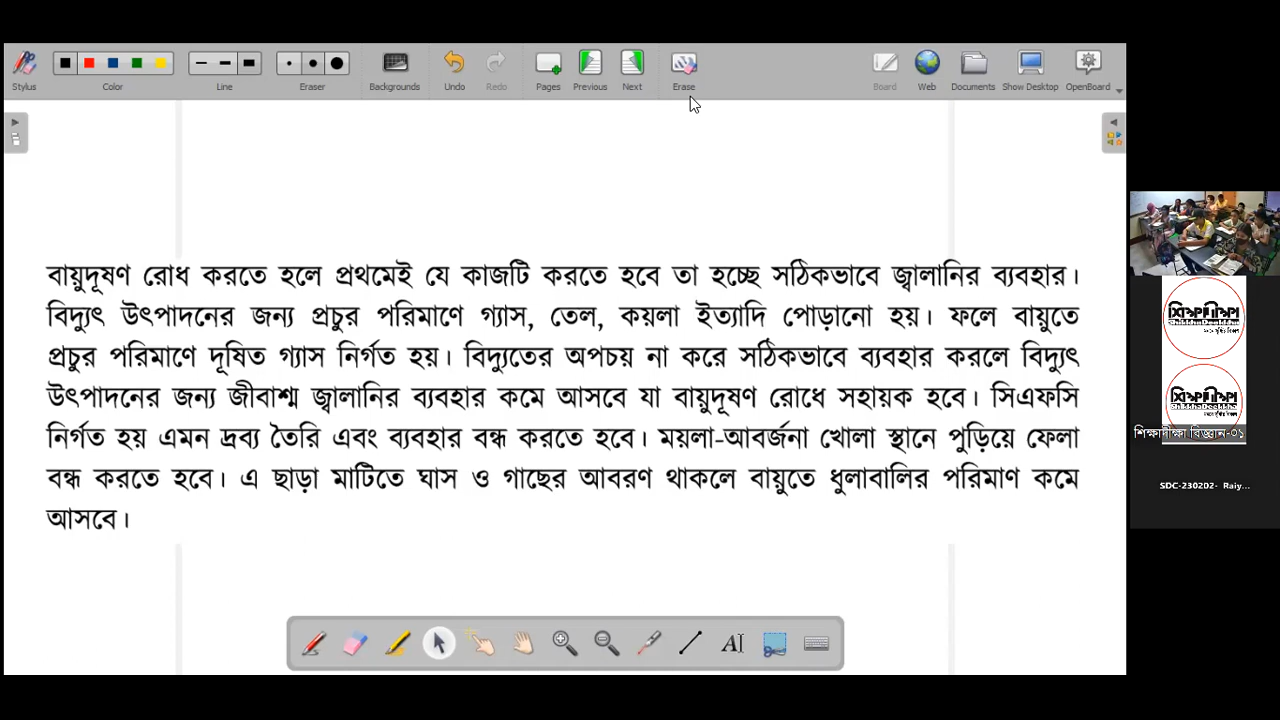 Stylus
Color
Line
Eraser
Backgrounds
Undo
Redo
Pages
Previous
Next
Erase
Board
Web
Documents
Show Desktop
OpenBoard
বায়ুদূষণ রোধ করতে হলে প্রথমেই যে কাজটি করতে হবে তা হচ্ছে সঠিকভাবে জ্বালানির ব্যবহার।
বিদ্যুৎ উৎপাদনের জন্য প্রচুর পরিমাণে গ্যাস, তেল, কয়লা ইত্যাদি পোড়ানো হয়। ফলে বায়ুতে
প্রচুর পরিমাণে দূষিত গ্যাস নির্গত হয়। বিদ্যুতের অপচয় না করে সঠিকভাবে ব্যবহার করলে বিদ্যুৎ
উৎপাদনের জন্য জীবাশ্ম জ্বালানির ব্যবহার কমে আসবে যা বায়ুদূষণ রোধে সহায়ক হবে। সিএফসি
নির্গত হয় এমন দ্রব্য তৈরি এবং ব্যবহার বন্ধ করতে হবে। ময়লা-আবর্জনা খোলা স্থানে পুড়িয়ে ফেলা
বন্ধ করতে হবে। এ ছাড়া মাটিতে ঘাস ও গাছের আবরণ থাকলে বায়ুতে ধুলাবালির পরিমাণ কমে
আসবে।
শিক্ষাদীক্ষা বিজ্ঞান-০১
SDC-230202- Raiy...